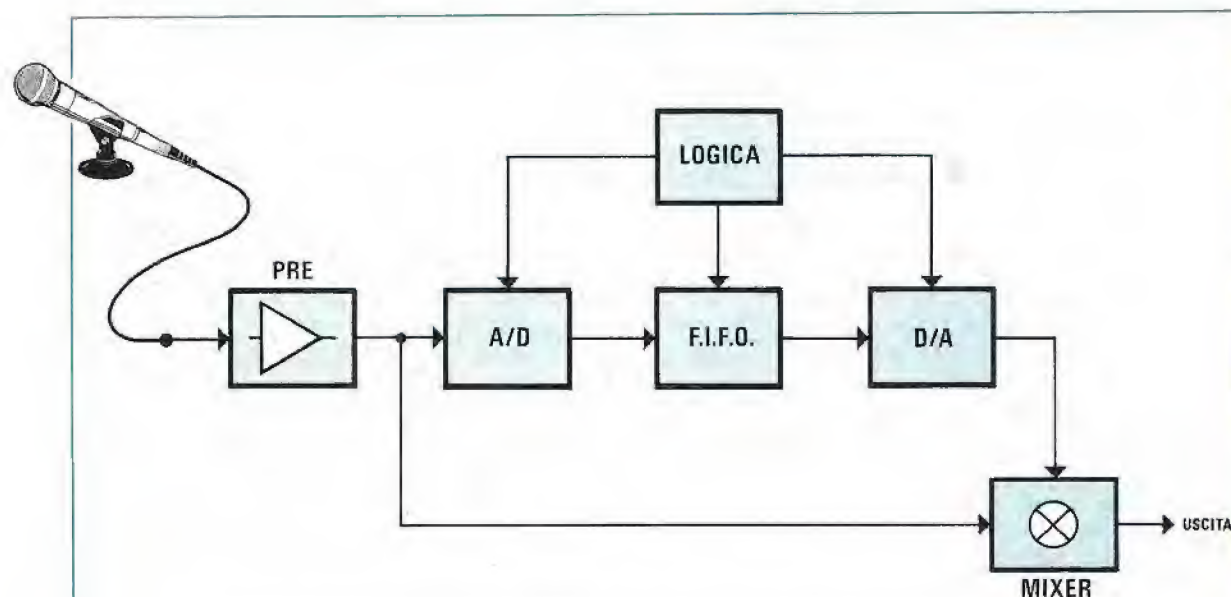 LOGICA
PRE
A/D
F.I.F.O.
D/A
USCITA
MIXER